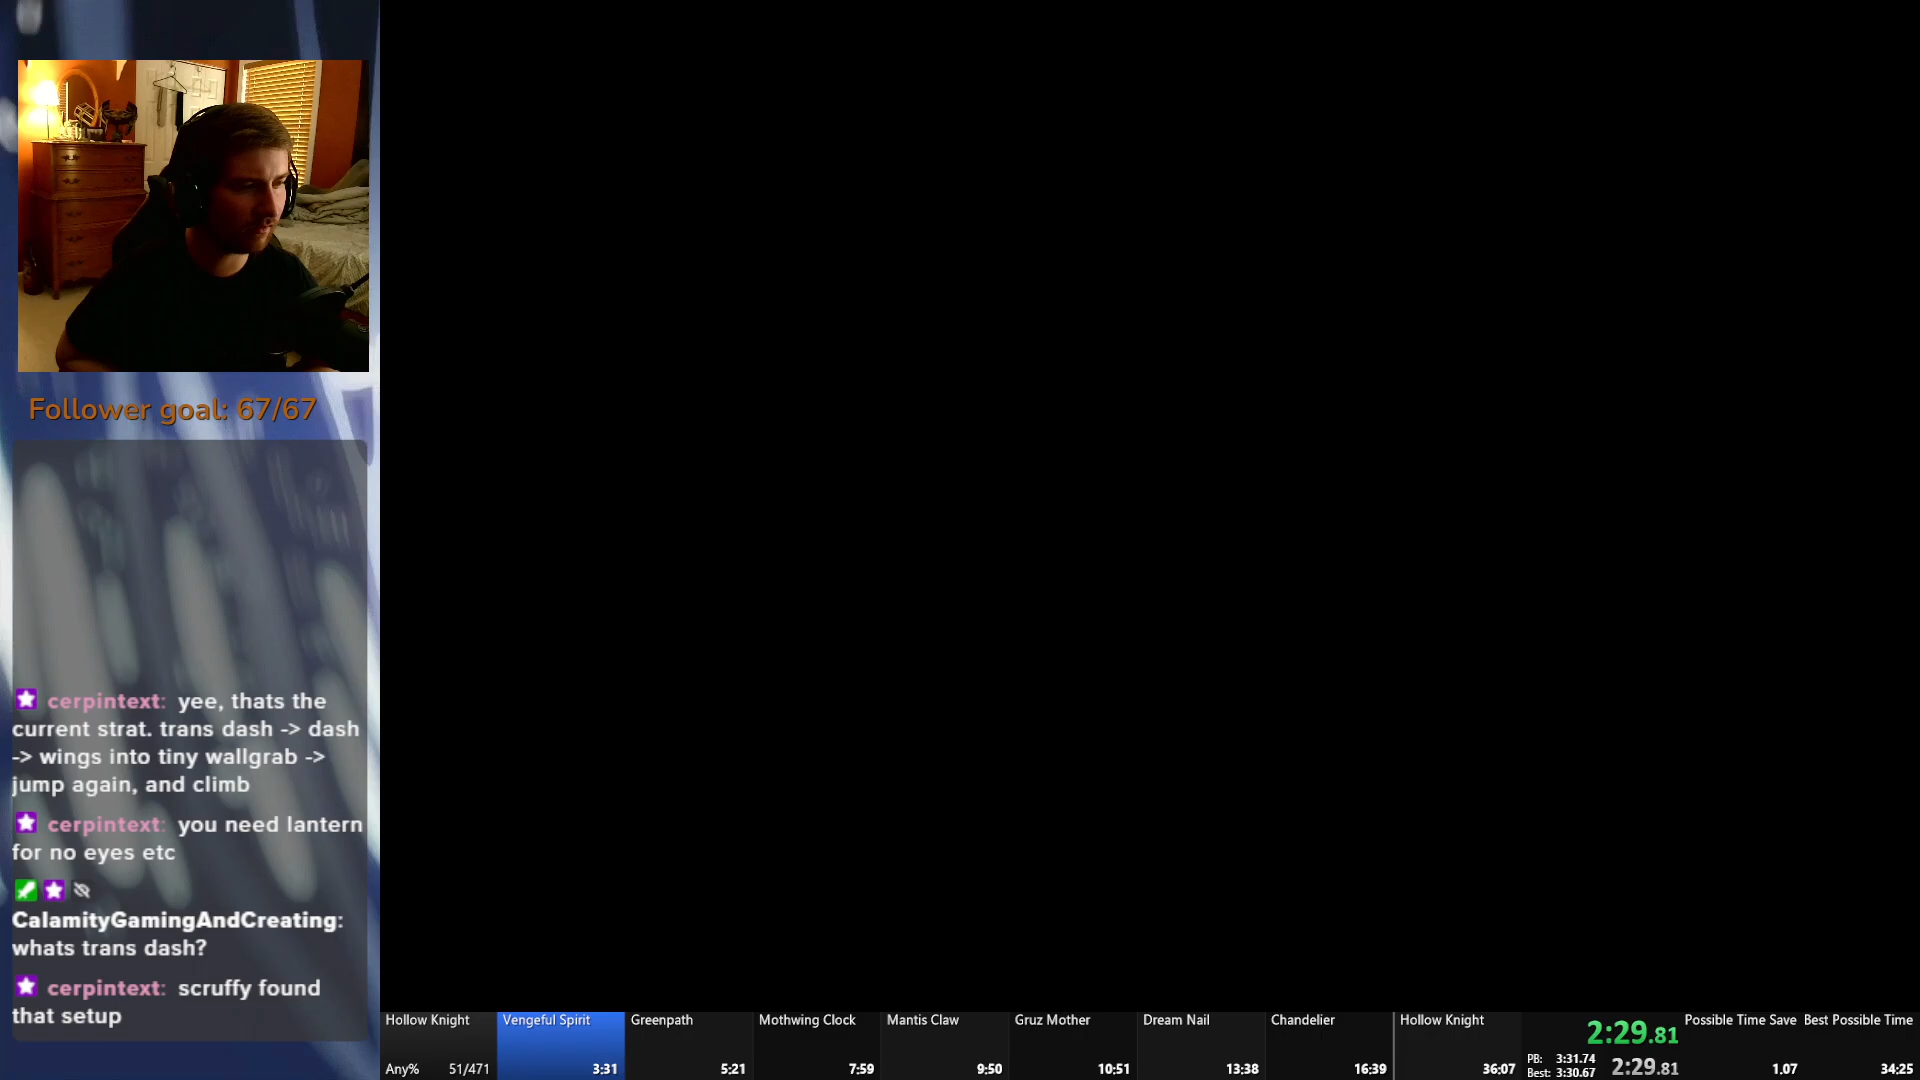 Follower goal: 67/67
cerpintext: yee, thats the
current strat. trans dash -> dash
-> wings into tiny wallgrab ->
jump again, and climb
cerpintext: you need lantern
for no eyes etc
CalamityGamingAndCreating:
whats trans dash?
cerpintext: scruffy found
that setup
Hollow Knight
Any% 51/471
Vengeful Spirit
3:31
Greenpath
5:21
Mothwing Clock
7:59
Mantis Claw
9:50
Gruz Mother
10:51
Dream Nail
13:38
Chandelier
16:39
Hollow Knight
36:07
2:29.81
PB: 3:31.74
Best: 3:30.67
2:29.81
Possible Time Save
1.07
Best Possible Time
34:25